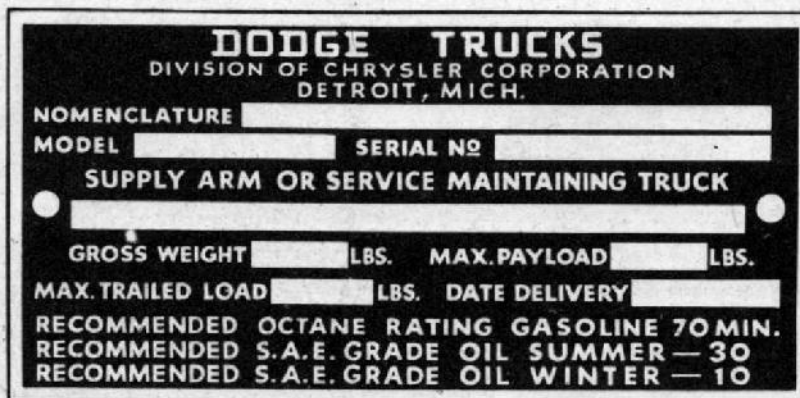 DODGE TRUCKS
DIVISION OF CHRYSLER CORPORATION
DETROIT, MICH.
NOMENCLATURE
MODEL SERIAL Nº
SUPPLY ARM OR SERVICE MAINTAINING TRUCK
GROSS WEIGHT LBS. MAX. PAYLOAD LBS.
MAX. TRAILED LOAD LBS. DATE DELIVERY
RECOMMENDED OCTANE RATING GASOLINE 70 MIN.
RECOMMENDED S.A.E. GRADE OIL SUMMER — 30
RECOMMENDED S.A.E. GRADE OIL WINTER — 10